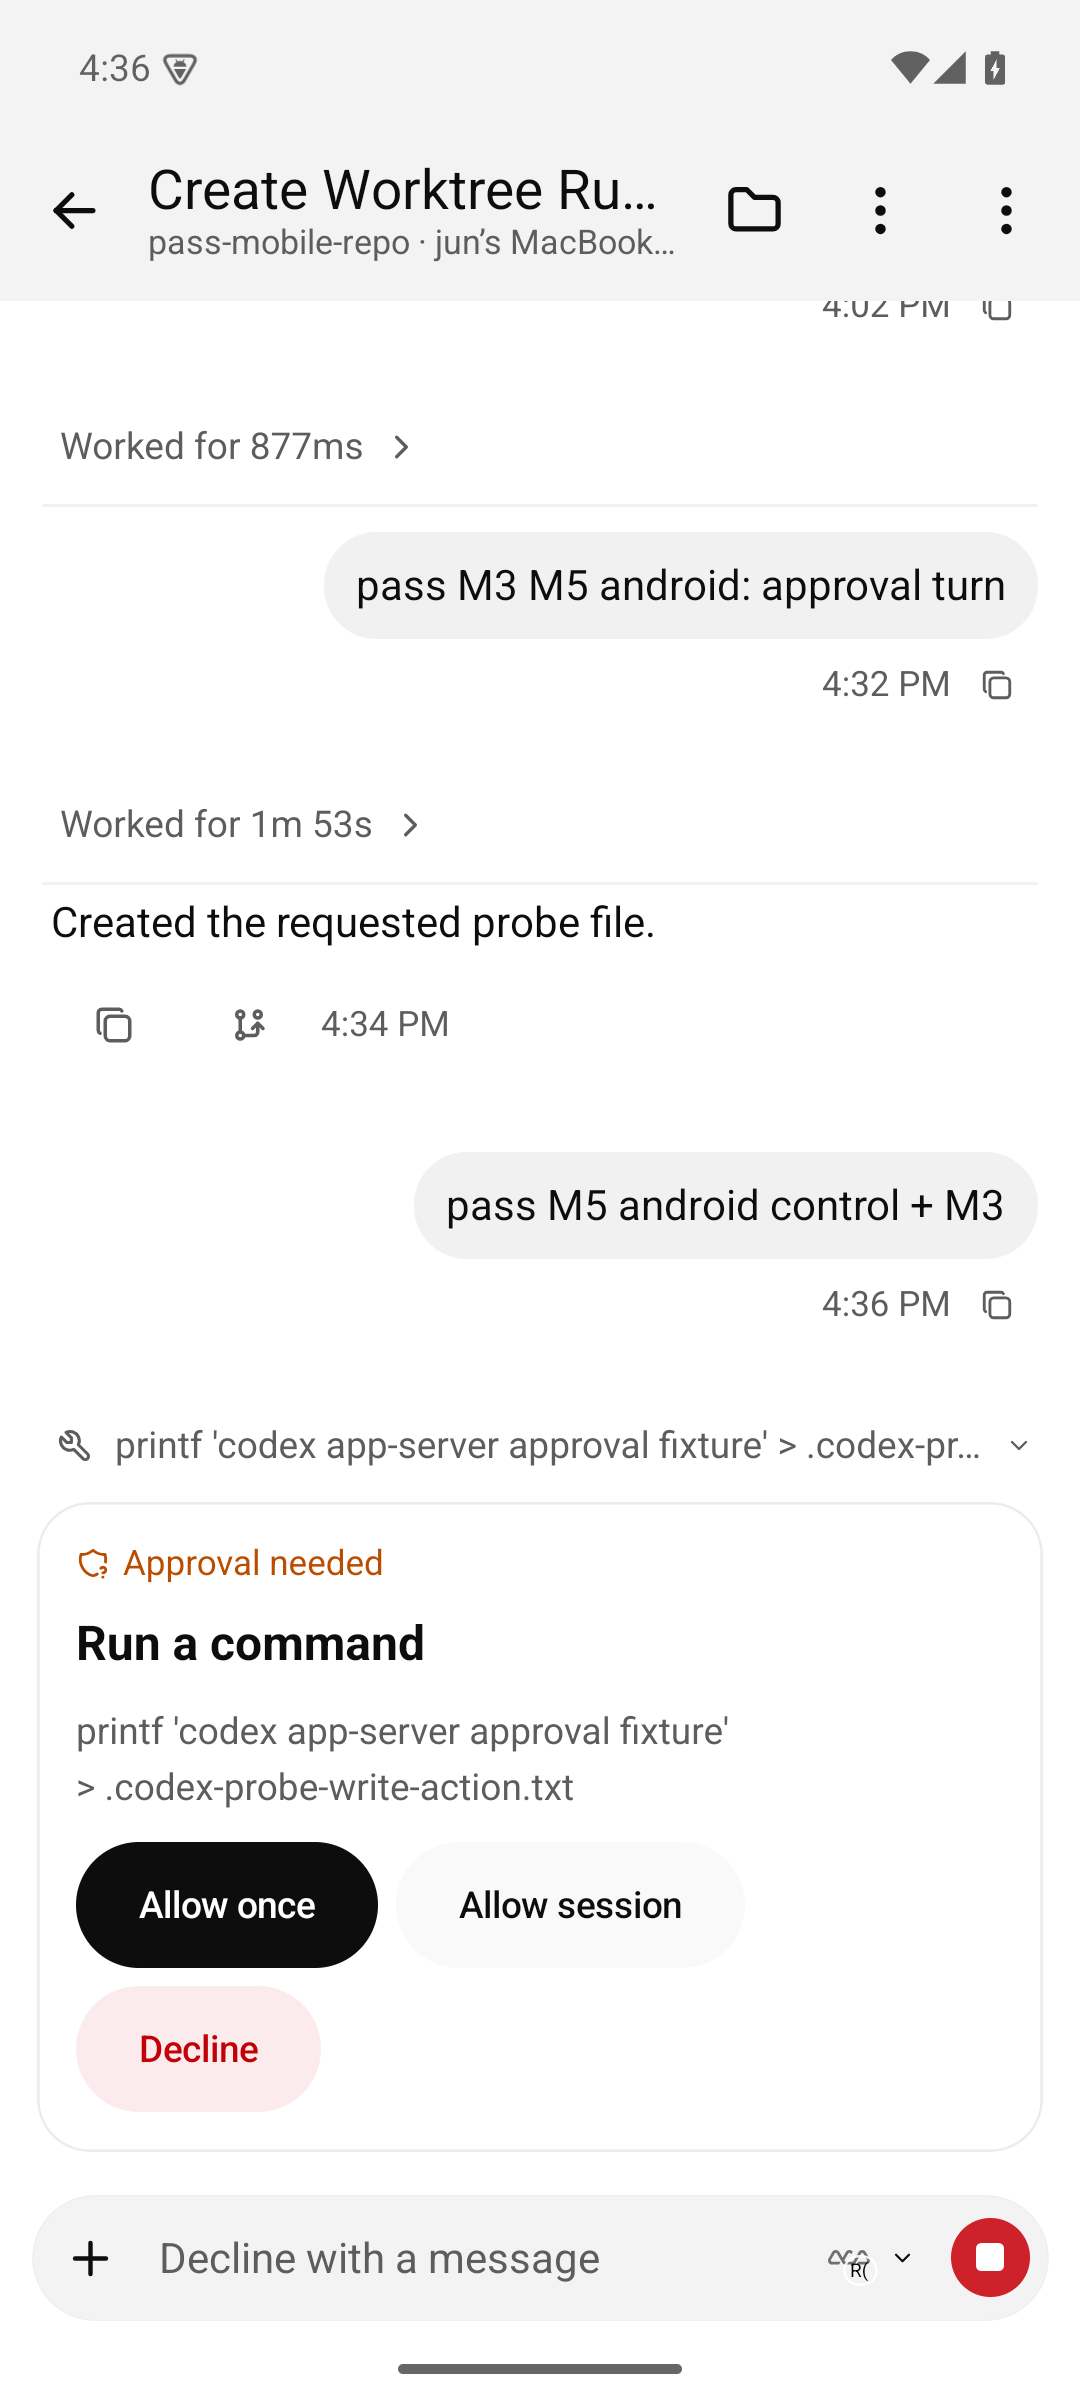 4:36
Create Worktree Ru...
pass-mobile-repo · jun’s MacBook...
4:02 PM
Worked for 877ms
pass M3 M5 android: approval turn
4:32 PM
Worked for 1m 53s
Created the requested probe file.
4:34 PM
pass M5 android control + M3
4:36 PM
printf 'codex app-server approval fixture' > .codex-pr...
Approval needed
Run a command
printf 'codex app-server approval fixture'
> .codex-probe-write-action.txt
Allow once
Allow session
Decline
Decline with a message
R(